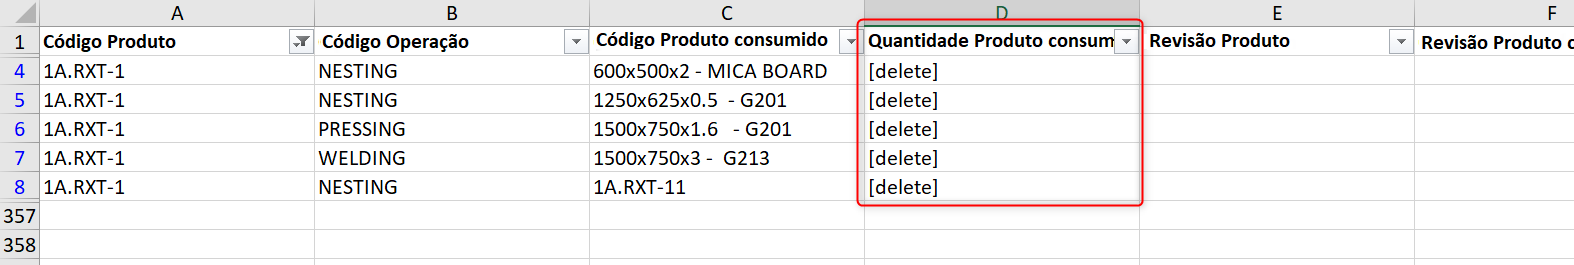 A B C D E F
1 Código Produto Código Operação Código Produto consumido Quantidade Produto consum Revisão Produto Revisão Produto c
4 1A.RXT-1 NESTING 600x500x2 - MICA BOARD [delete]
5 1A.RXT-1 NESTING 1250x625x0.5  - G201 [delete]
6 1A.RXT-1 PRESSING 1500x750x1.6   - G201 [delete]
7 1A.RXT-1 WELDING 1500x750x3 -  G213 [delete]
8 1A.RXT-1 NESTING 1A.RXT-11 [delete]
357
358